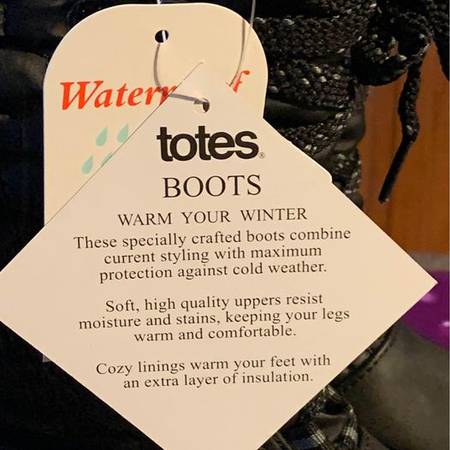 totes®
BOOTS
WARM YOUR WINTER
These specially crafted boots combine
current styling with maximum
protection against cold weather.
Soft, high quality uppers resist
moisture and stains, keeping your legs
warm and comfortable.
Cozy linings warm your feet with
an extra layer of insulation.